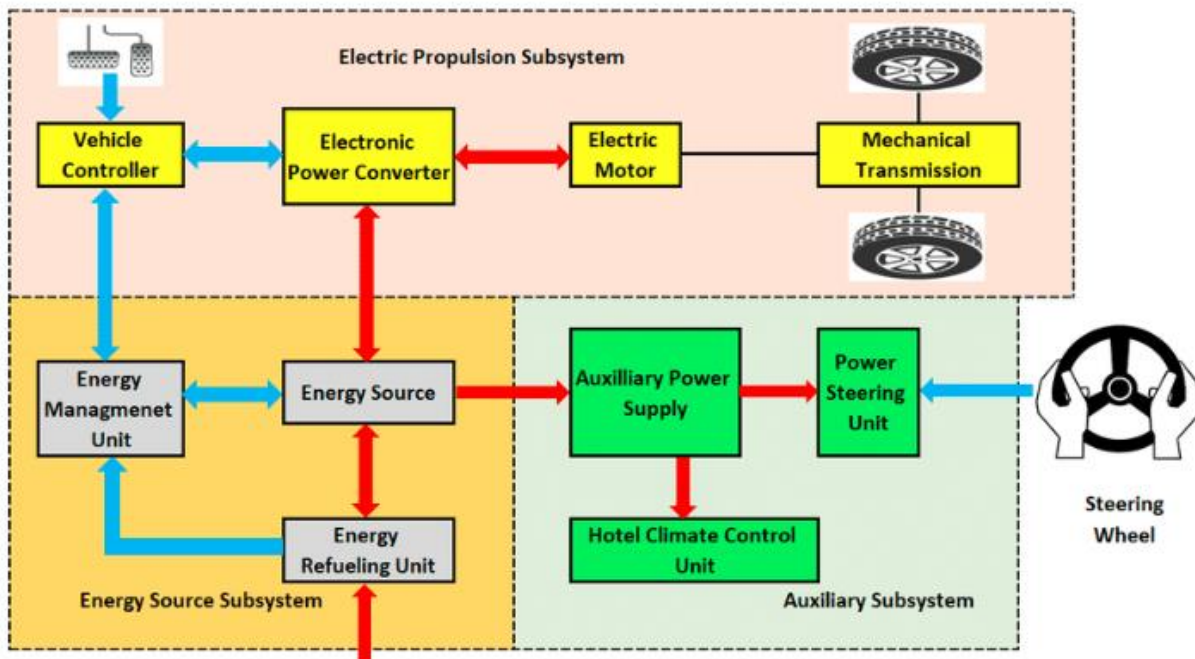 Electric Propulsion Subsystem
Vehicle
Controller
Electronic
Power Converter
Electric
Motor
Mechanical
Transmission
Energy
Managmenet
Unit
Energy Source
Auxilliary Power
Supply
Power
Steering
Unit
Steering
Wheel
Energy
Refueling Unit
Hotel Climate Control
Unit
Energy Source Subsystem
Auxiliary Subsystem